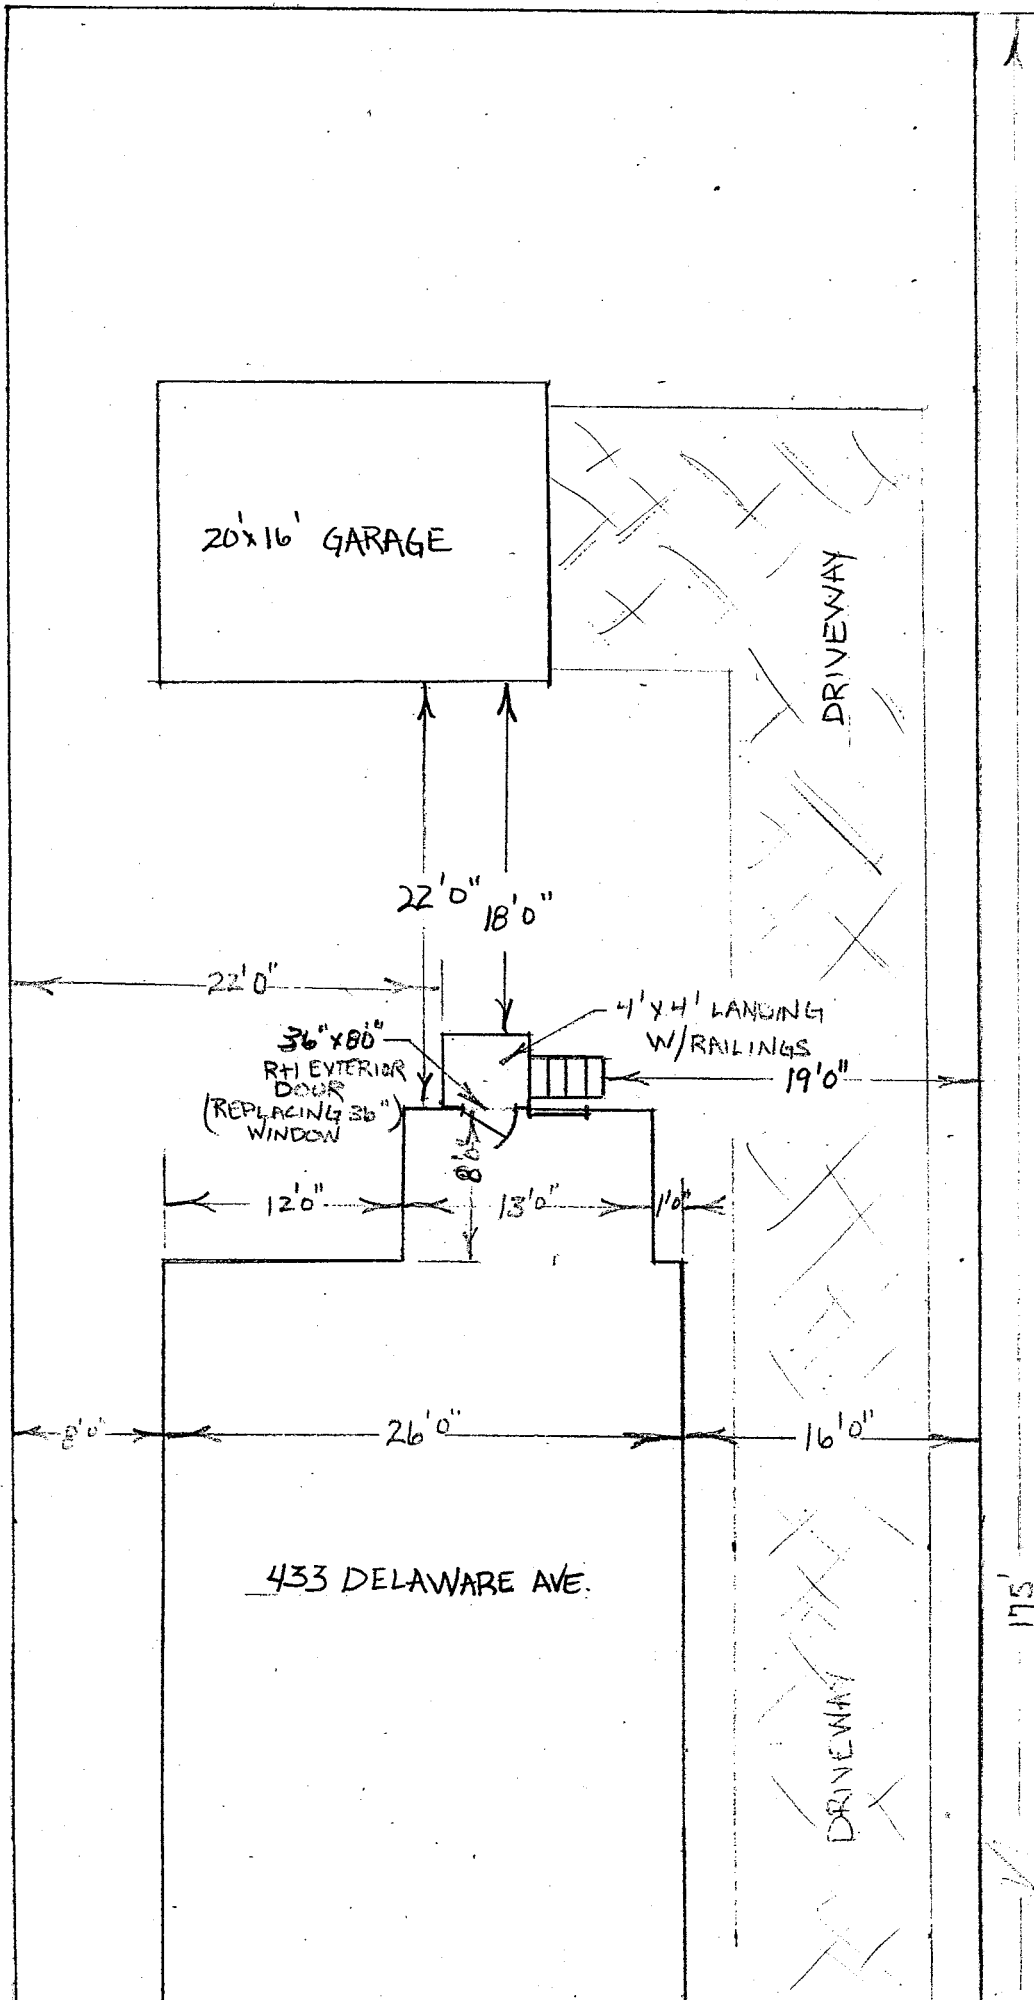 20'x16' GARAGE
DRIVEWAY
22'0"
18'0"
22'0"
4'x4' LANDING
W/RAILINGS
36"x80"
EXTERIOR
DOOR
(REPLACING 36")
WINDOW
19'0"
8'0"
12'0"
13'0"
1'0"
8'0"
26'0"
16'0"
433 DELAWARE AVE.
175'
DRIVEWAY